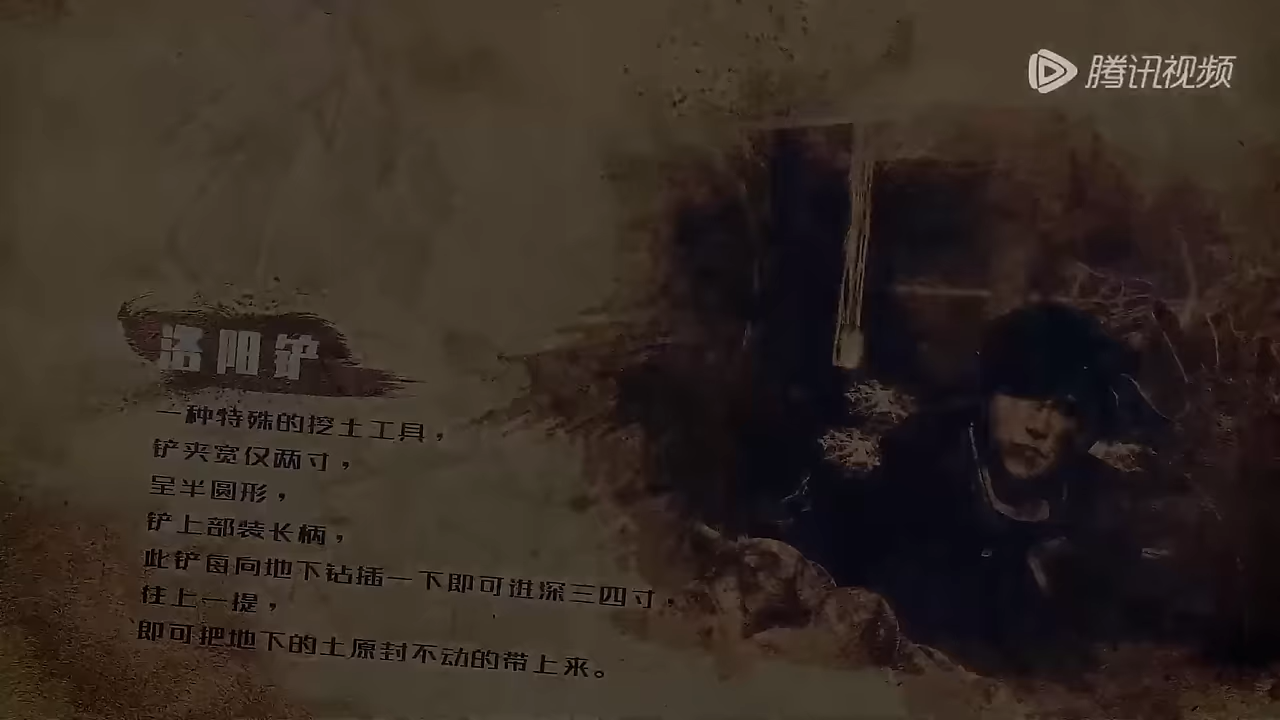 腾讯视频
洛阳铲
一种特殊的挖土工具，
铲夹宽仅两寸，
呈半圆形，
铲上部装长柄，
此铲每向地下钻插一下即可进深三四寸，
往上一提，
即可把地下的土原封不动的带上来。